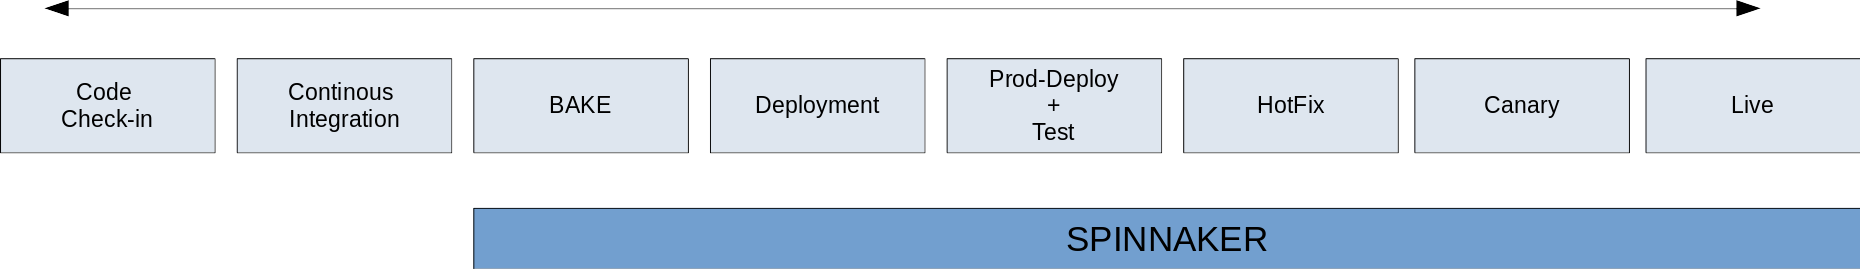 Code
Check-in
Continous
Integration
BAKE
Deployment
Prod-Deploy
+
Test
HotFix
Canary
Live
SPINNAKER